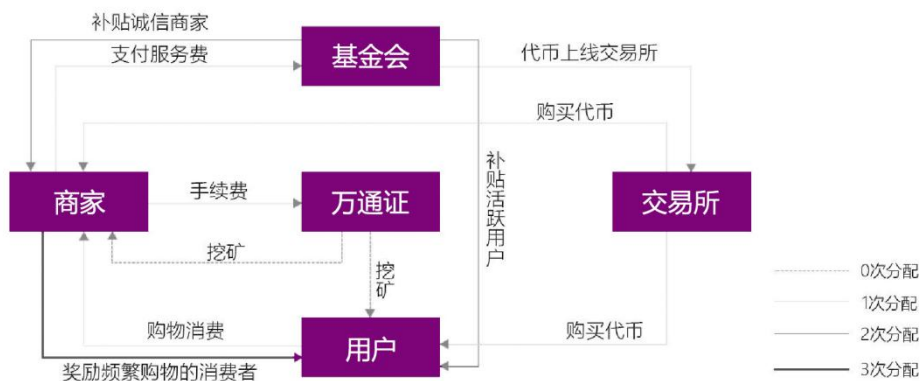 补贴诚信商家
支付服务费
基金会
代币上线交易所
购买代币
商家
手续费
万通证
补贴活跃用户
交易所
挖矿
挖矿
0次分配
1次分配
购物消费
用户
购买代币
2次分配
奖励频繁购物的消费者
3次分配